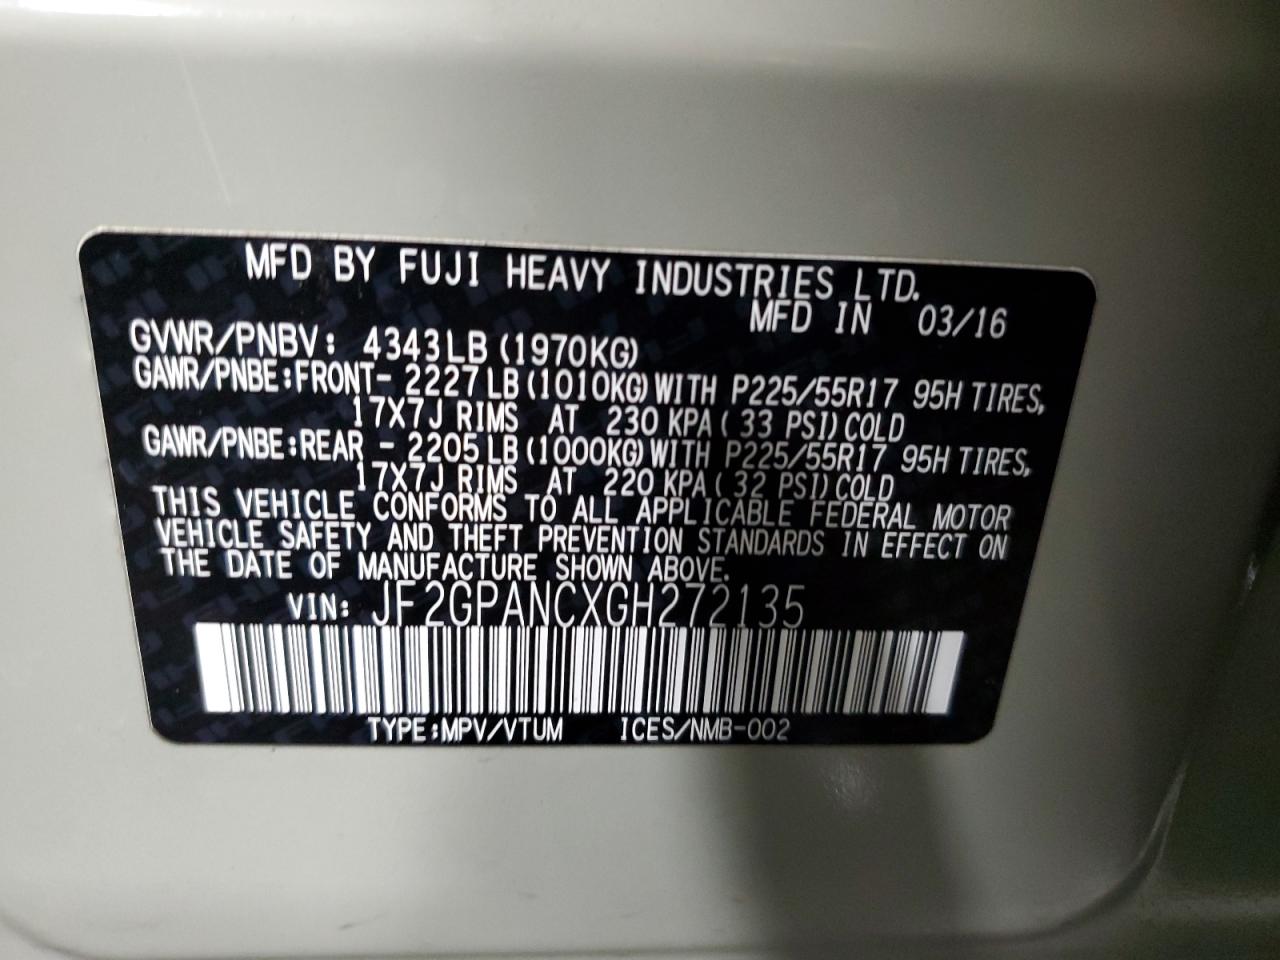 MFD BY FUJI HEAVY INDUSTRIES LTD.
MFD IN 03/16
GVWR/PNBV: 4343LB (1970KG)
GAWR/PNBE:FRONT- 2227LB (1010KG) WITH P225/55R17 95H TIRES,
17X7J RIMS AT 230 KPA ( 33 PSI) COLD
GAWR/PNBE:REAR - 2205LB (1000KG) WITH P225/55R17 95H TIRES,
17X7J RIMS AT 220 KPA ( 32 PSI) COLD
THIS VEHICLE CONFORMS TO ALL APPLICABLE FEDERAL MOTOR
VEHICLE SAFETY AND THEFT PREVENTION STANDARDS IN EFFECT ON
THE DATE OF MANUFACTURE SHOWN ABOVE.
VIN: JF2GPANCXGH272135
TYPE:MPV/VTUM ICES/NMB-002